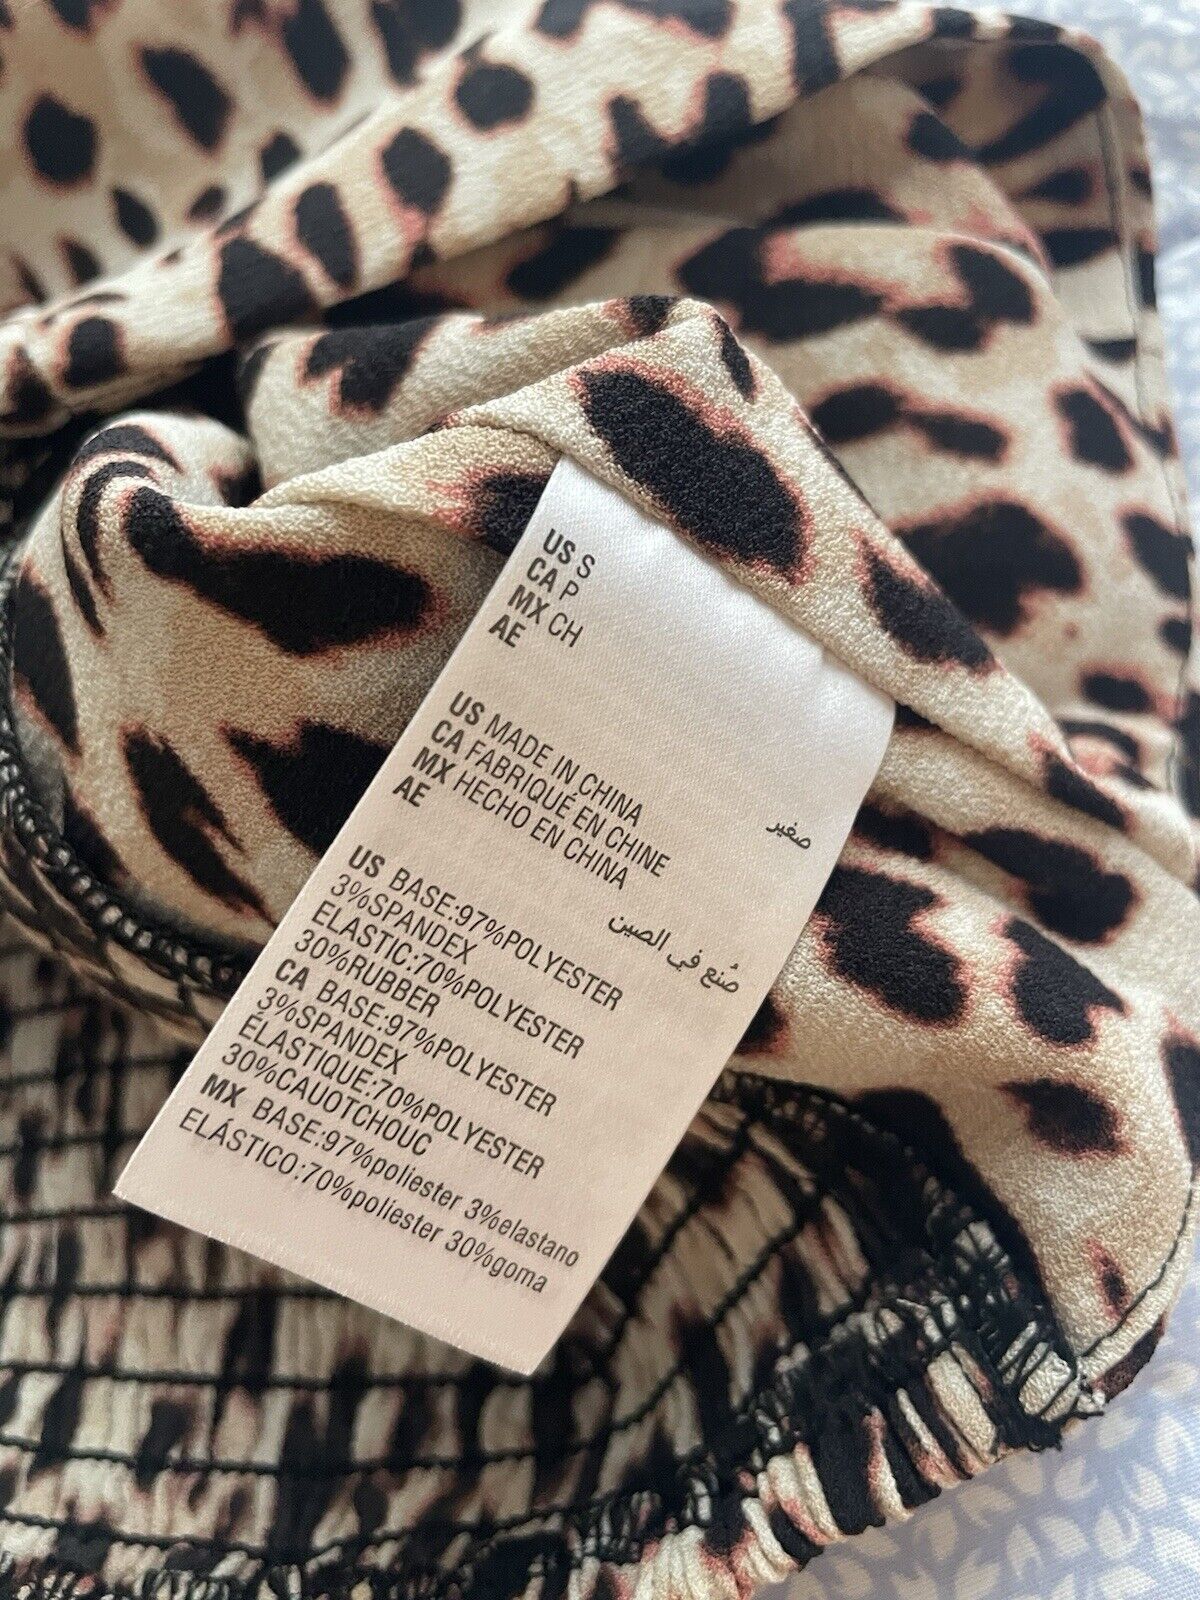 US S
CA P
MX CH
AE
صغير
US MADE IN CHINA
CA FABRIQUÉ EN CHINE
MX HECHO EN CHINA
AE
صُنع في الصين
US BASE:97%POLYESTER
3%SPANDEX
ELASTIC:70%POLYESTER
30%RUBBER
CA BASE:97%POLYESTER
3%SPANDEX
ÉLASTIQUE:70%POLYESTER
30%CAUOTCHOUC
MX BASE:97%poliester 3%elastano
ELÁSTICO:70%poliester 30%goma